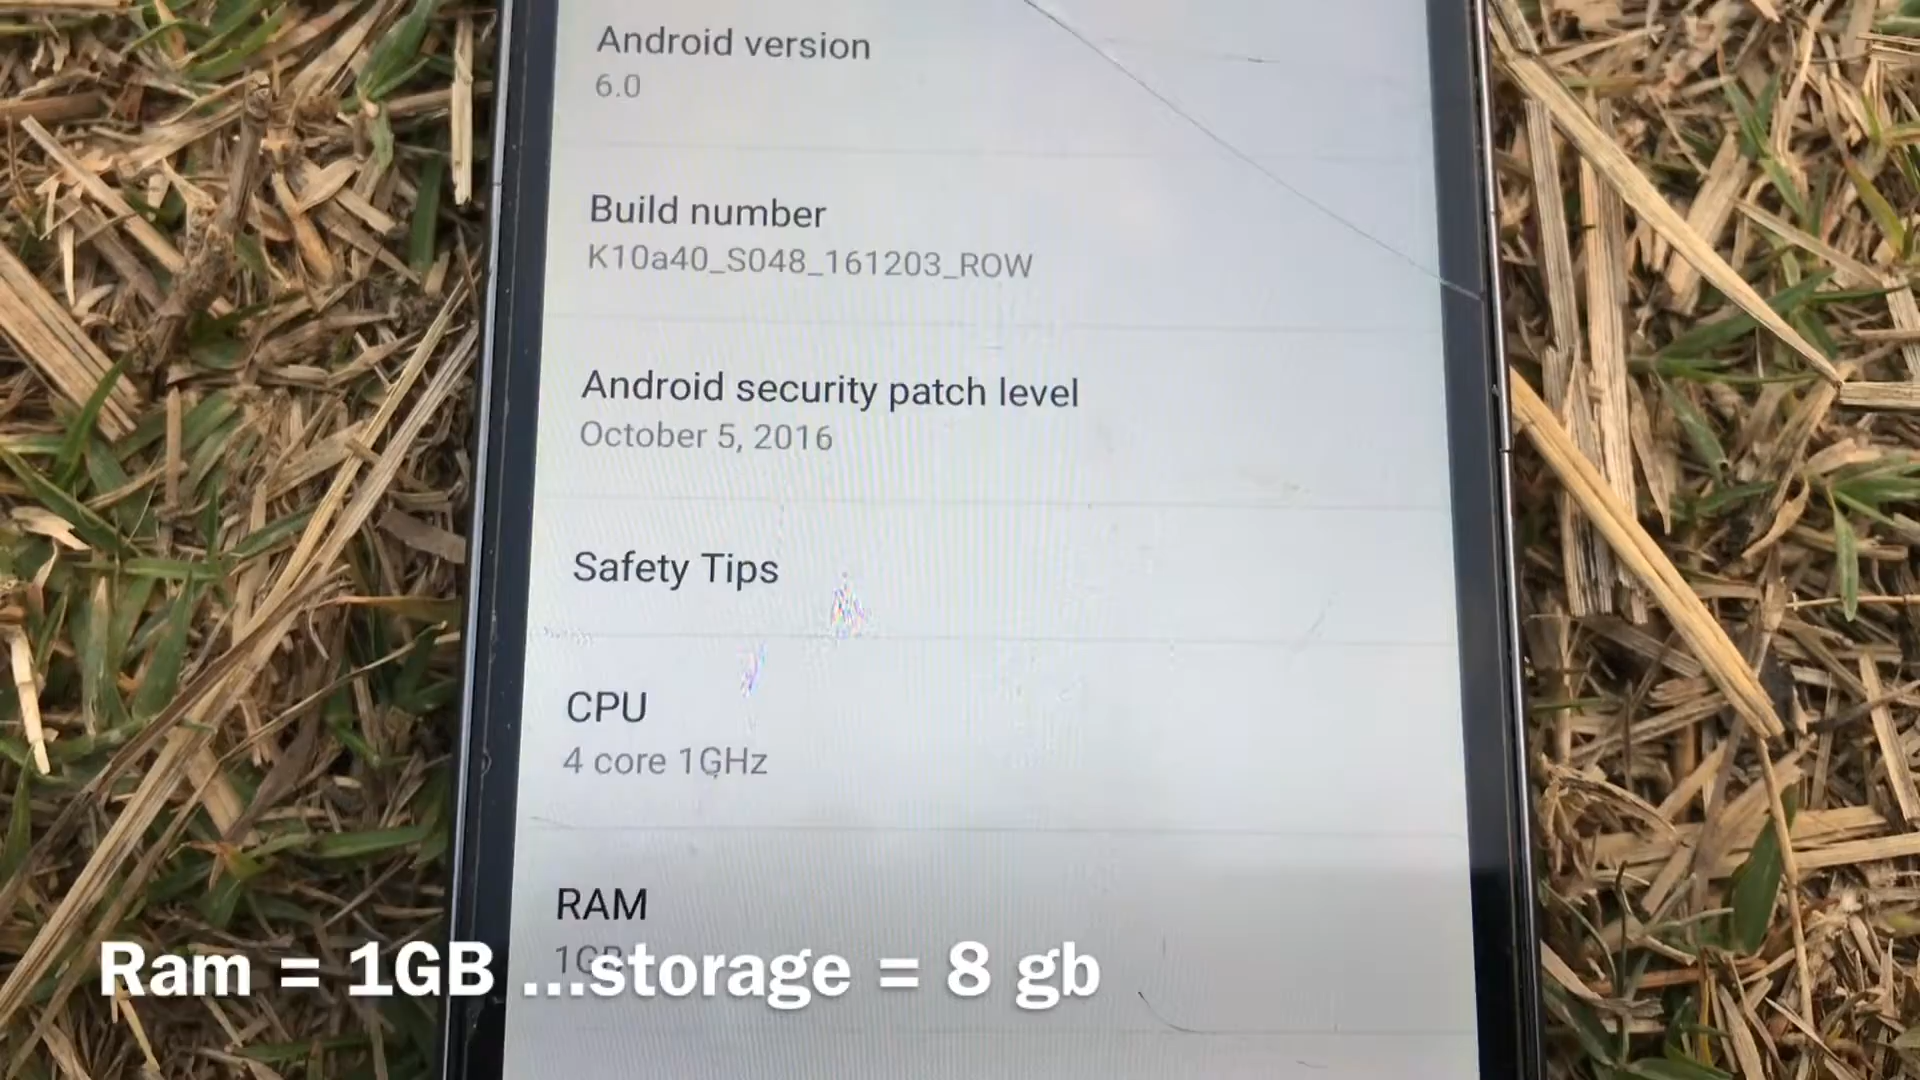 Android version
6.0
Build number
K10a40_S048_161203_ROW
Android security patch level
October 5, 2016
Safety Tips
CPU
4 core 1GHz
RAM
1GB
Ram = 1GB ...storage = 8 gb